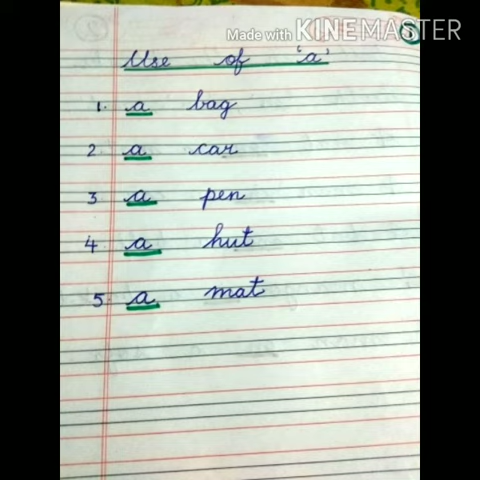 Made with KINEMASTER
Use of 'a'
1. a bag
2 a car
3 a pen
4 a hut
5. a mat